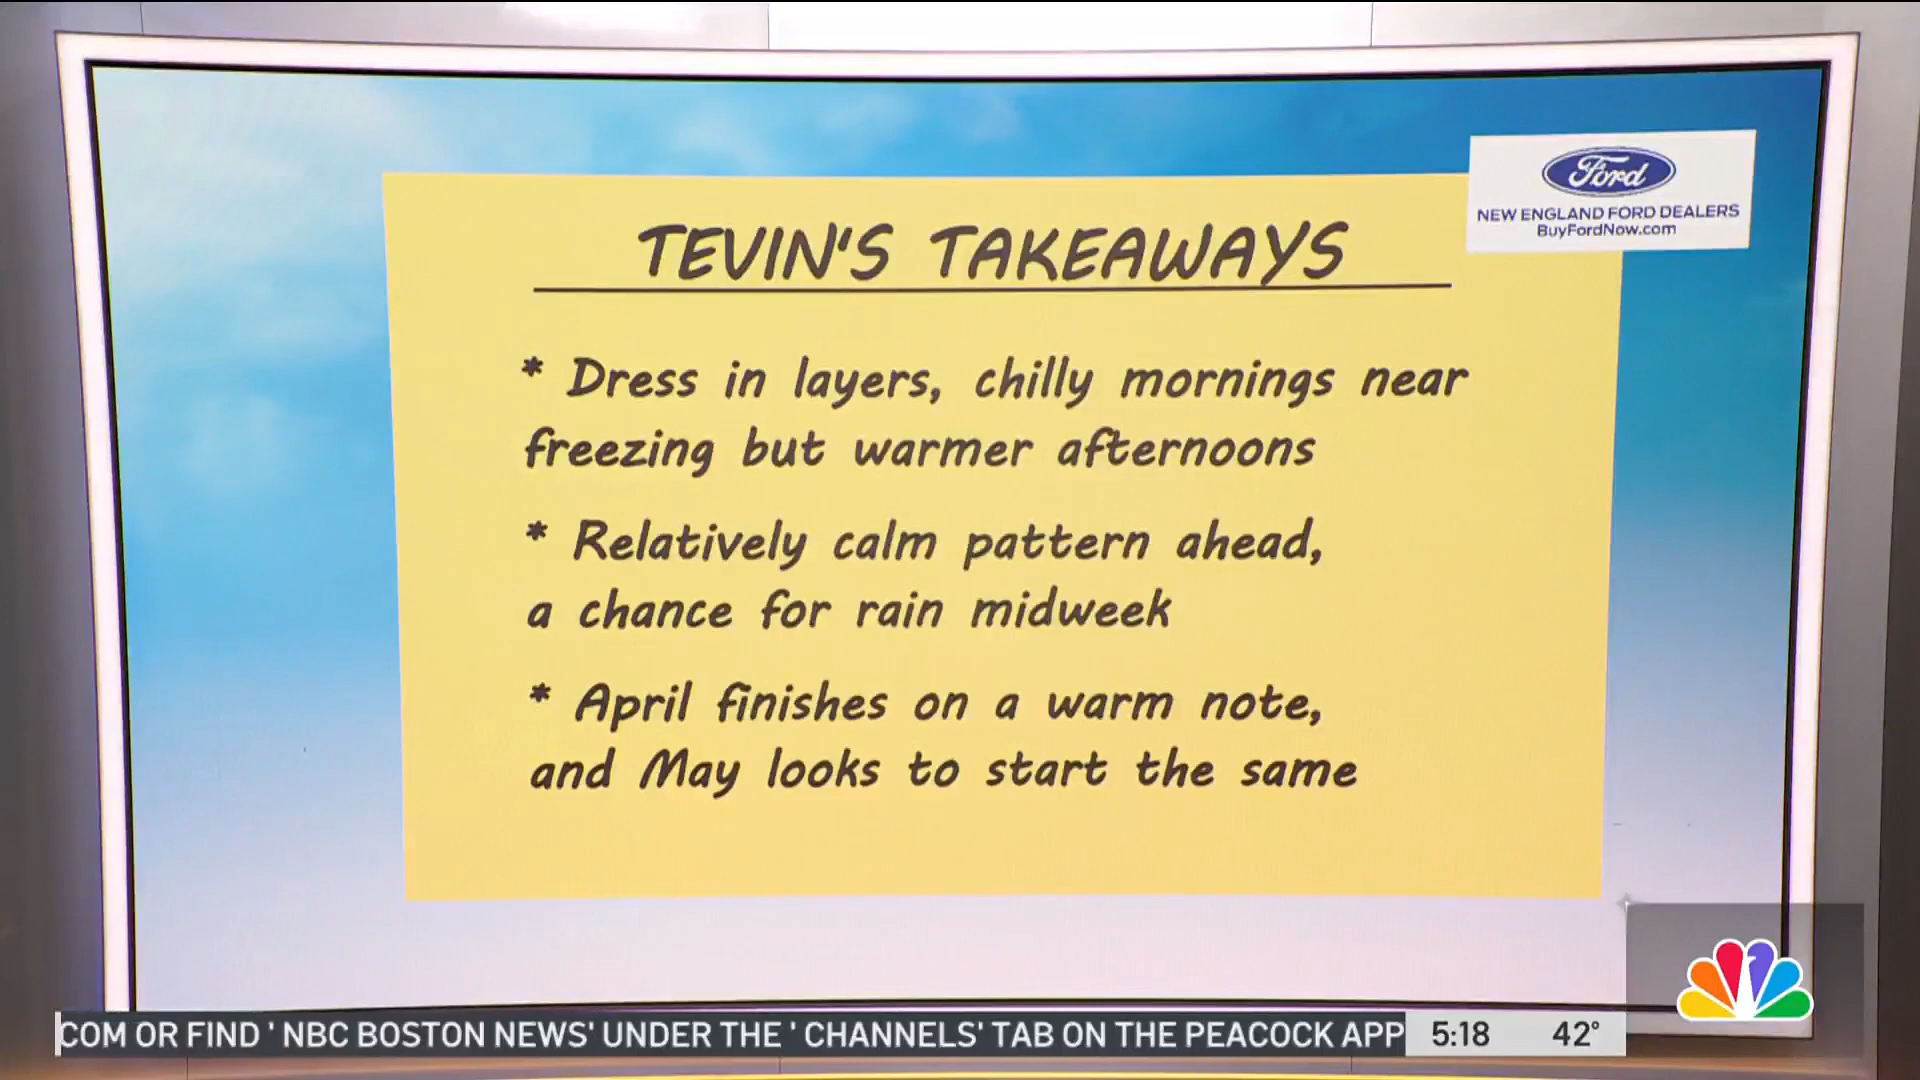 Ford
NEW ENGLAND FORD DEALERS
BuyFordNow.com
TEVIN'S TAKEAWAYS
* Dress in layers, chilly mornings near
freezing but warmer afternoons
* Relatively calm pattern ahead,
a chance for rain midweek
* April finishes on a warm note,
and May looks to start the same
COM OR FIND ' NBC BOSTON NEWS' UNDER THE ' CHANNELS' TAB ON THE PEACOCK APP
5:18 42°